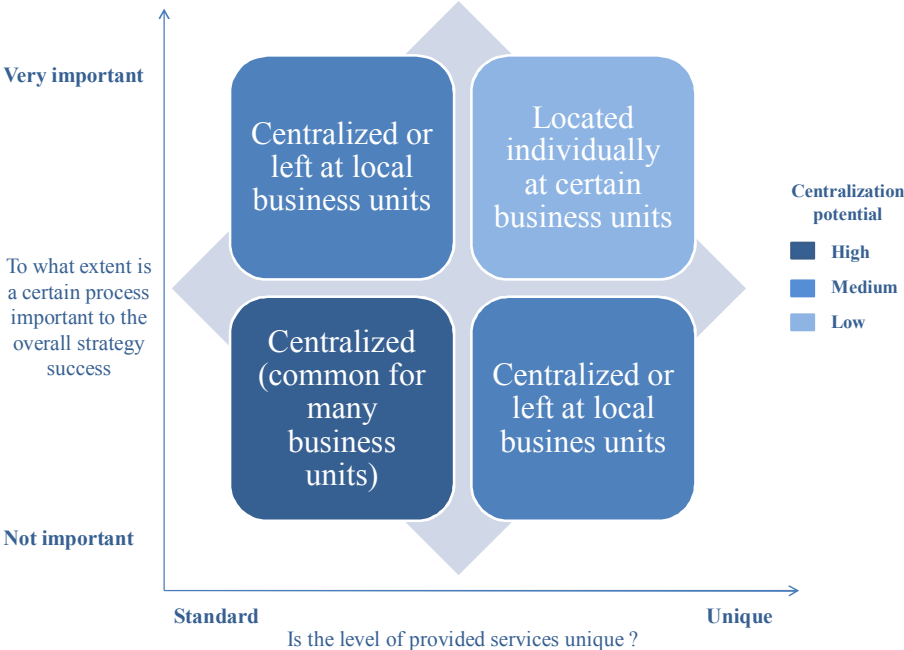 Very important
Centralized or
left at local
business units
Located
individually
at certain
business units
Centralization
potential
High
Medium
Low
To what extent is
a certain process
important to the
overall strategy
success
Centralized
(common for
many
business
units)
Centralized or
left at local
busines units
Not important
Standard
Unique
Is the level of provided services unique ?